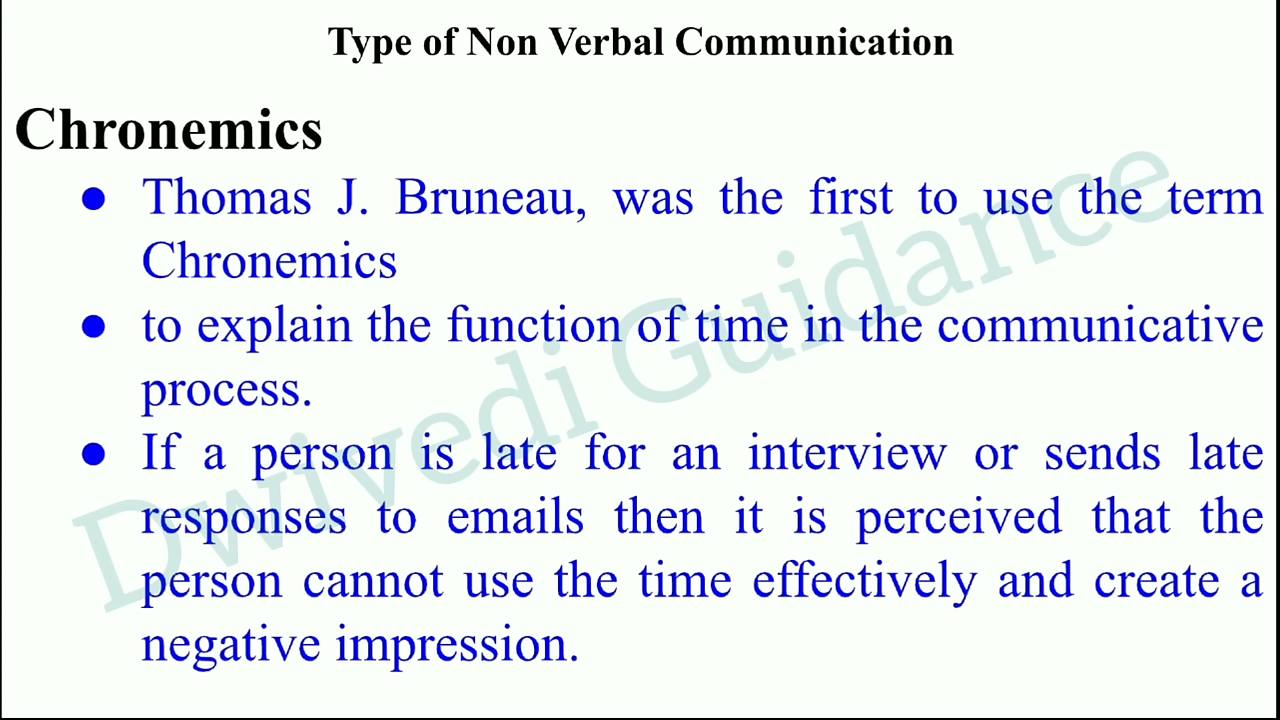 Type of Non Verbal Communication
Chronemics
● Thomas J. Bruneau, was the first to use the term
Chronemics
● to explain the function of time in the communicative
process.
● If a person is late for an interview or sends late
responses to emails then it is perceived that the
person cannot use the time effectively and create a
negative impression.
Dwivedi Guidance